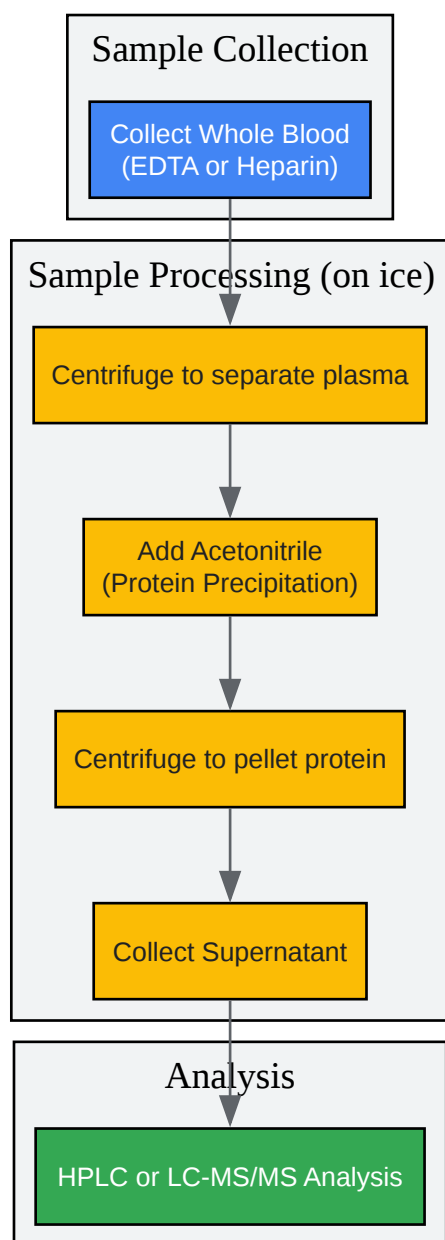 Sample Collection
Collect Whole Blood
(EDTA or Heparin)
Sample Processing (on ice)
Centrifuge to separate plasma
Add Acetonitrile
(Protein Precipitation)
Centrifuge to pellet protein
Collect Supernatant
Analysis
HPLC or LC-MS/MS Analysis